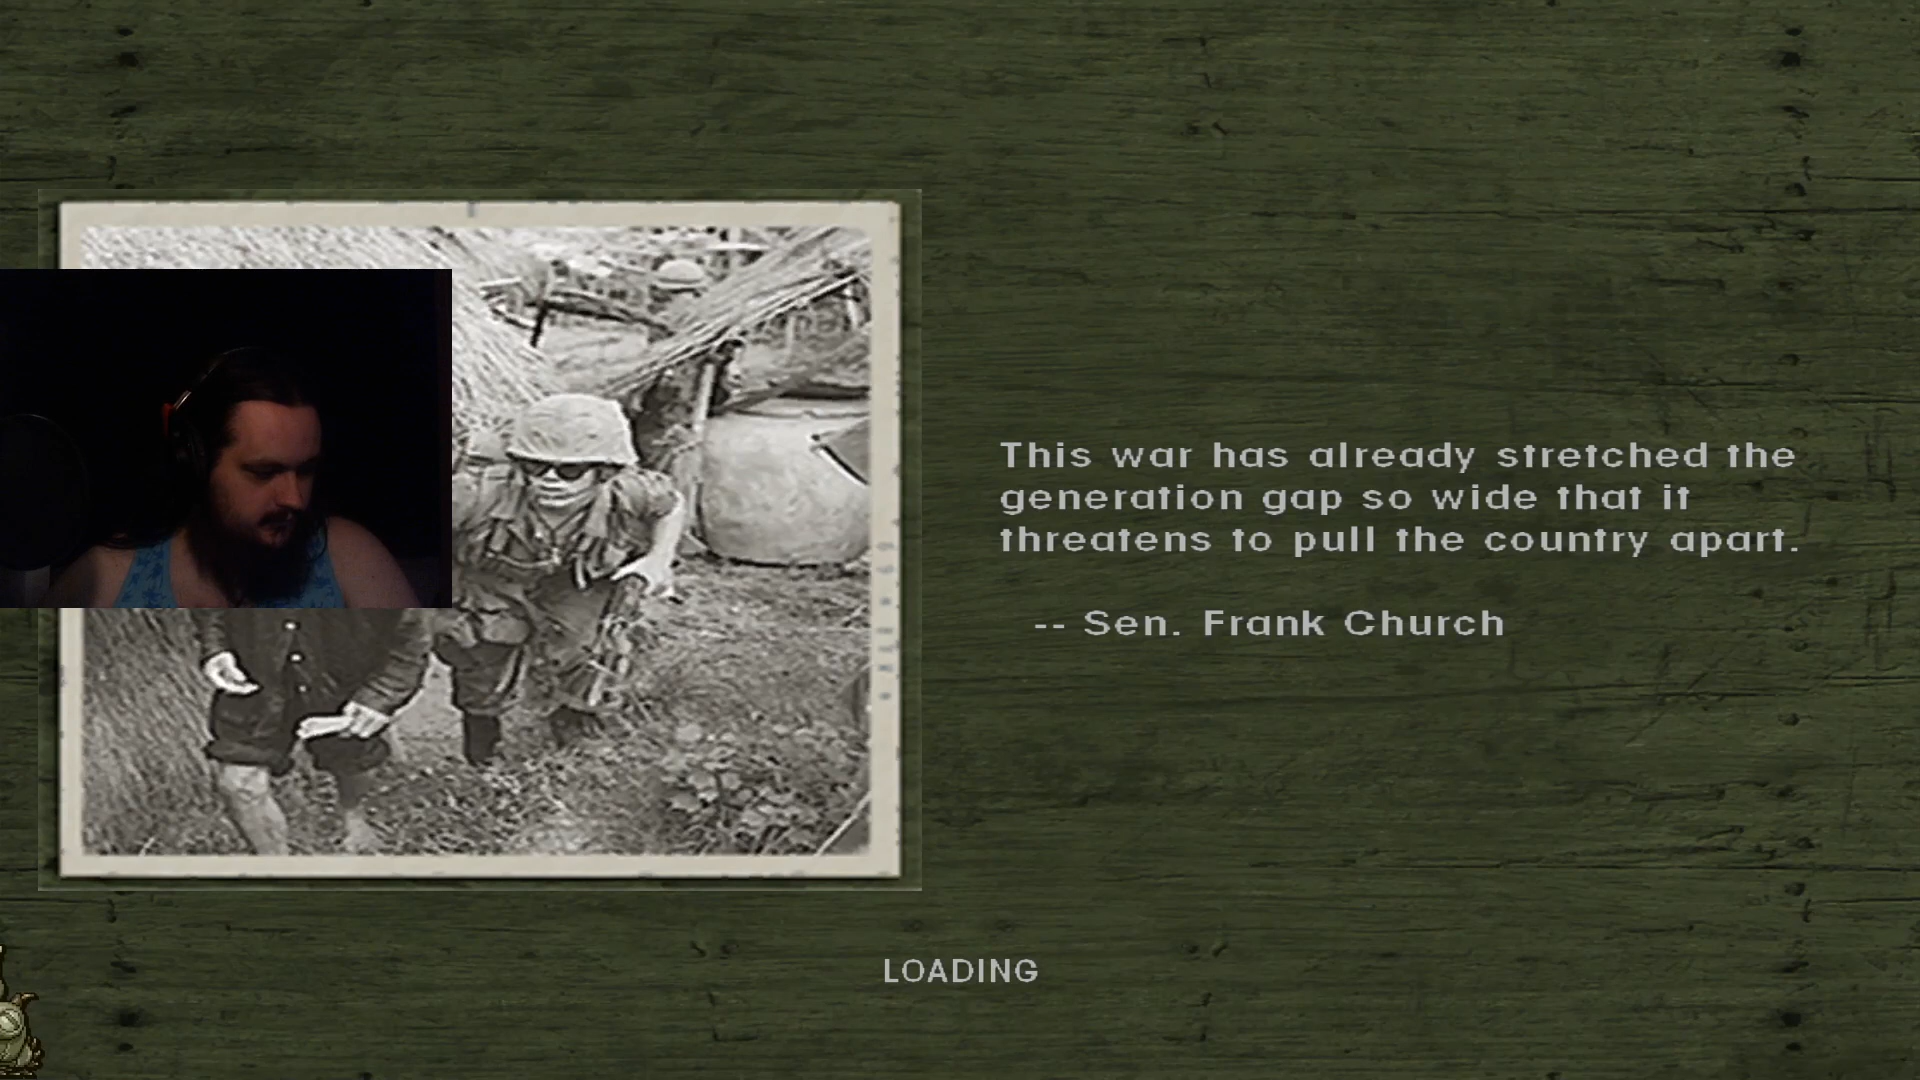 This war has already stretched the
generation gap so wide that it
threatens to pull the country apart.
-- Sen. Frank Church
LOADING